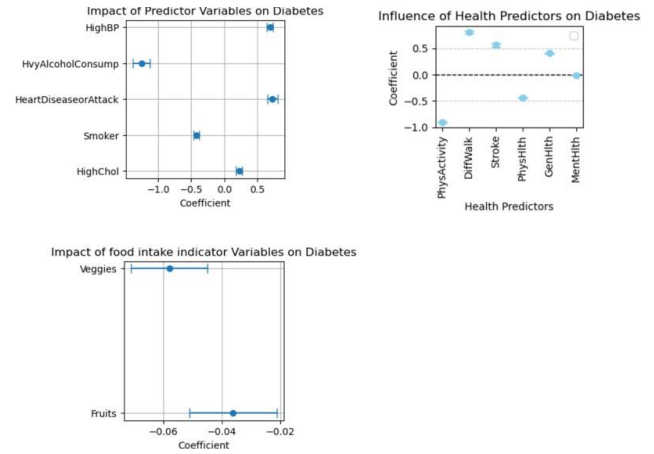 Impact of Predictor Variables on Diabetes
HighBP
HvyAlcoholConsump
HeartDiseaseorAttack
Smoker
HighChol
−1.0 −0.5 0.0 0.5
Coefficient
Influence of Health Predictors on Diabetes
Coefficient
0.5
0.0
−0.5
−1.0
PhysActivity
DiffWalk
Stroke
PhysHlth
GenHlth
MentHlth
Health Predictors
Impact of food intake indicator Variables on Diabetes
Veggies
Fruits
−0.06 −0.04 −0.02
Coefficient